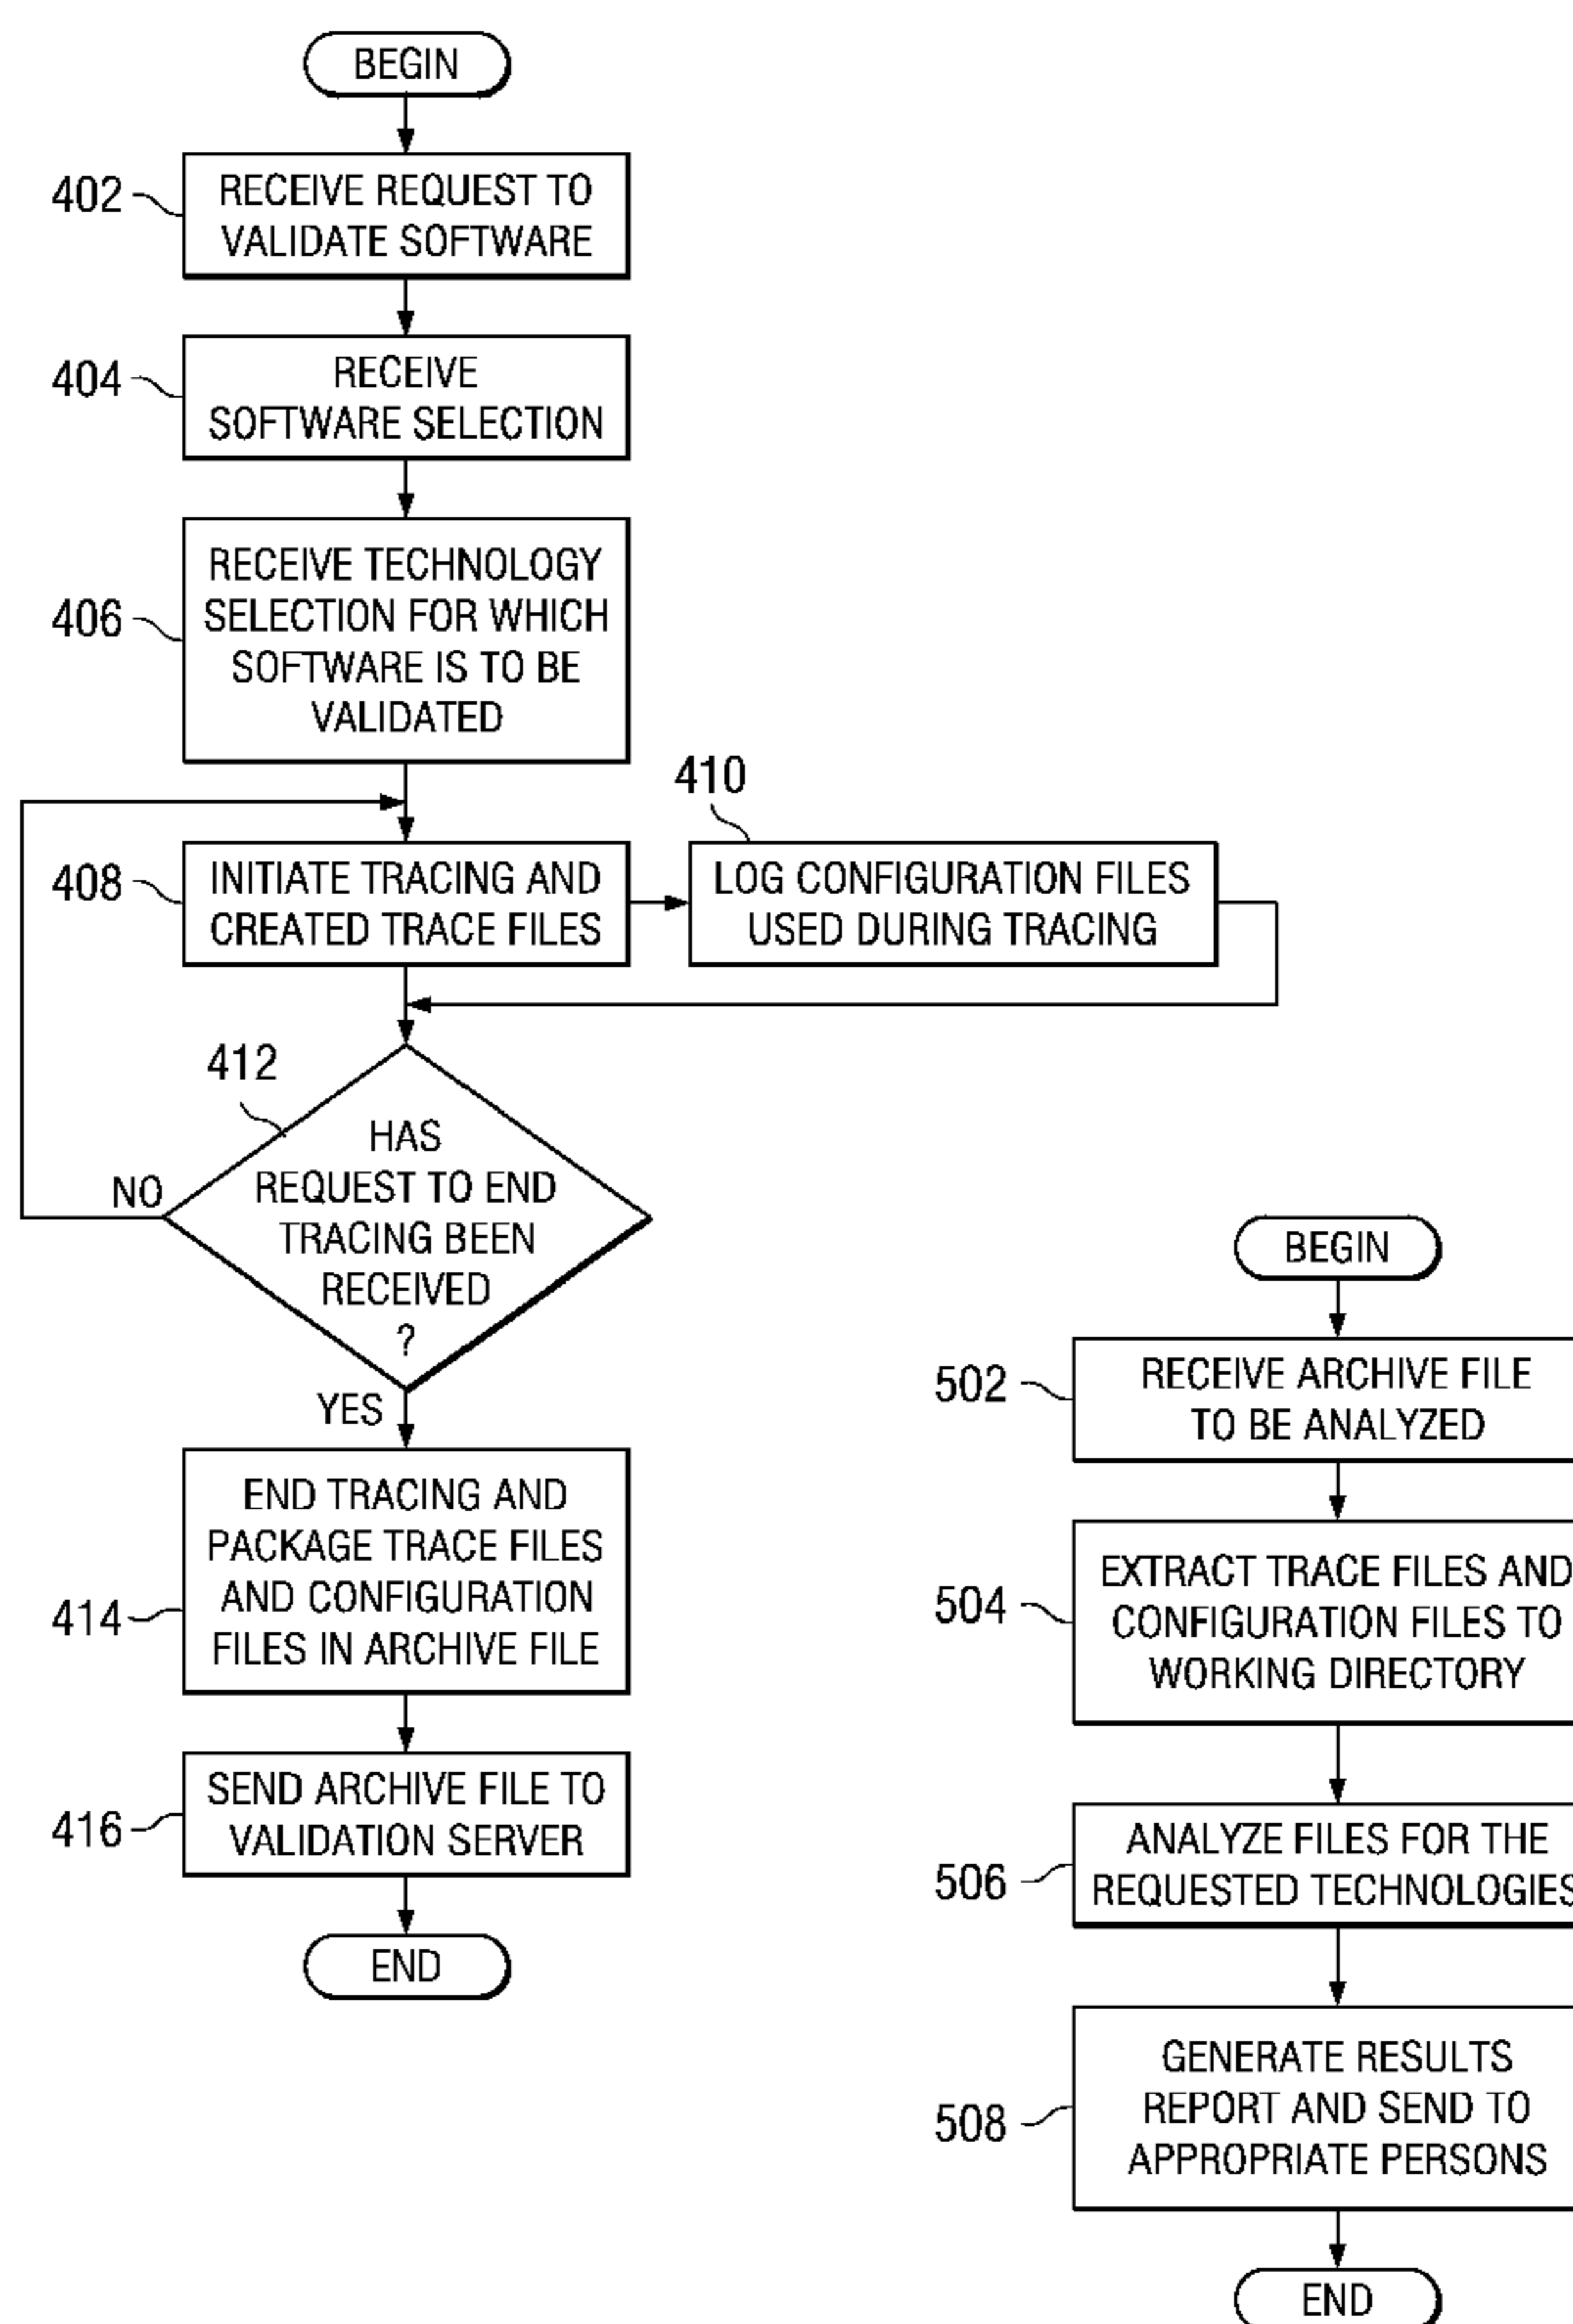 BEGIN
402
RECEIVE REQUEST TO
VALIDATE SOFTWARE
404
RECEIVE
SOFTWARE SELECTION
406
RECEIVE TECHNOLOGY
SELECTION FOR WHICH
SOFTWARE IS TO BE
VALIDATED
408
INITIATE TRACING AND
CREATED TRACE FILES
410
LOG CONFIGURATION FILES
USED DURING TRACING
412
HAS
REQUEST TO END
TRACING BEEN
RECEIVED
?
NO
YES
414
END TRACING AND
PACKAGE TRACE FILES
AND CONFIGURATION
FILES IN ARCHIVE FILE
416
SEND ARCHIVE FILE TO
VALIDATION SERVER
END
BEGIN
502
RECEIVE ARCHIVE FILE
TO BE ANALYZED
504
EXTRACT TRACE FILES AND
CONFIGURATION FILES TO
WORKING DIRECTORY
506
ANALYZE FILES FOR THE
REQUESTED TECHNOLOGIES
508
GENERATE RESULTS
REPORT AND SEND TO
APPROPRIATE PERSONS
END